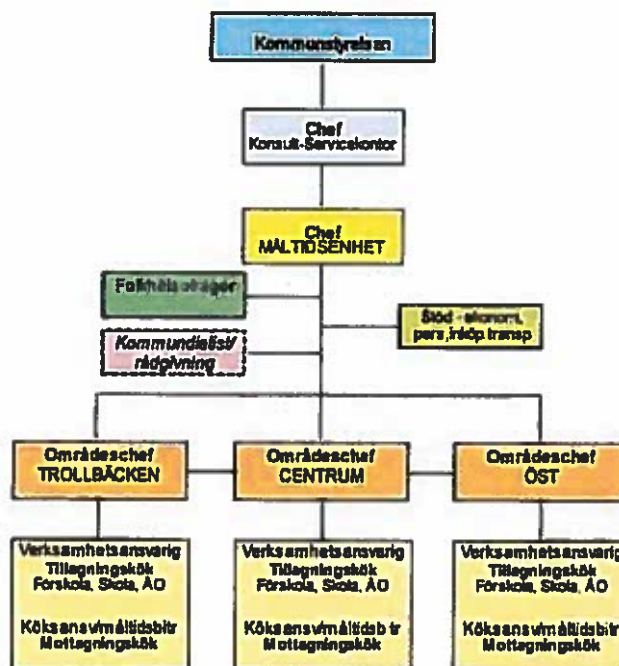 Kommunstyrelsen
Chef
Konsult-Servicekontor
Chef
MÅLTIDSENHET
Folkhälsofrågor
Stöd - ekonomi,
pers,inköp,transp
Kommundietist/
rådgivning
Områdeschef
TROLLBÄCKEN
Områdeschef
CENTRUM
Områdeschef
ÖST
Verksamhetsansvarig
Tillagningskök
Förskola, Skola, ÄO
Köksansv/måltidsbitr
Mottagningskök
Verksamhetsansvarig
Tillagningskök
Förskola, Skola, ÄO
Köksansv/måltidsbitr
Mottagningskök
Verksamhetsansvarig
Tillagningskök
Förskola, Skola, ÄO
Köksansv/måltidsbitr
Mottagningskök